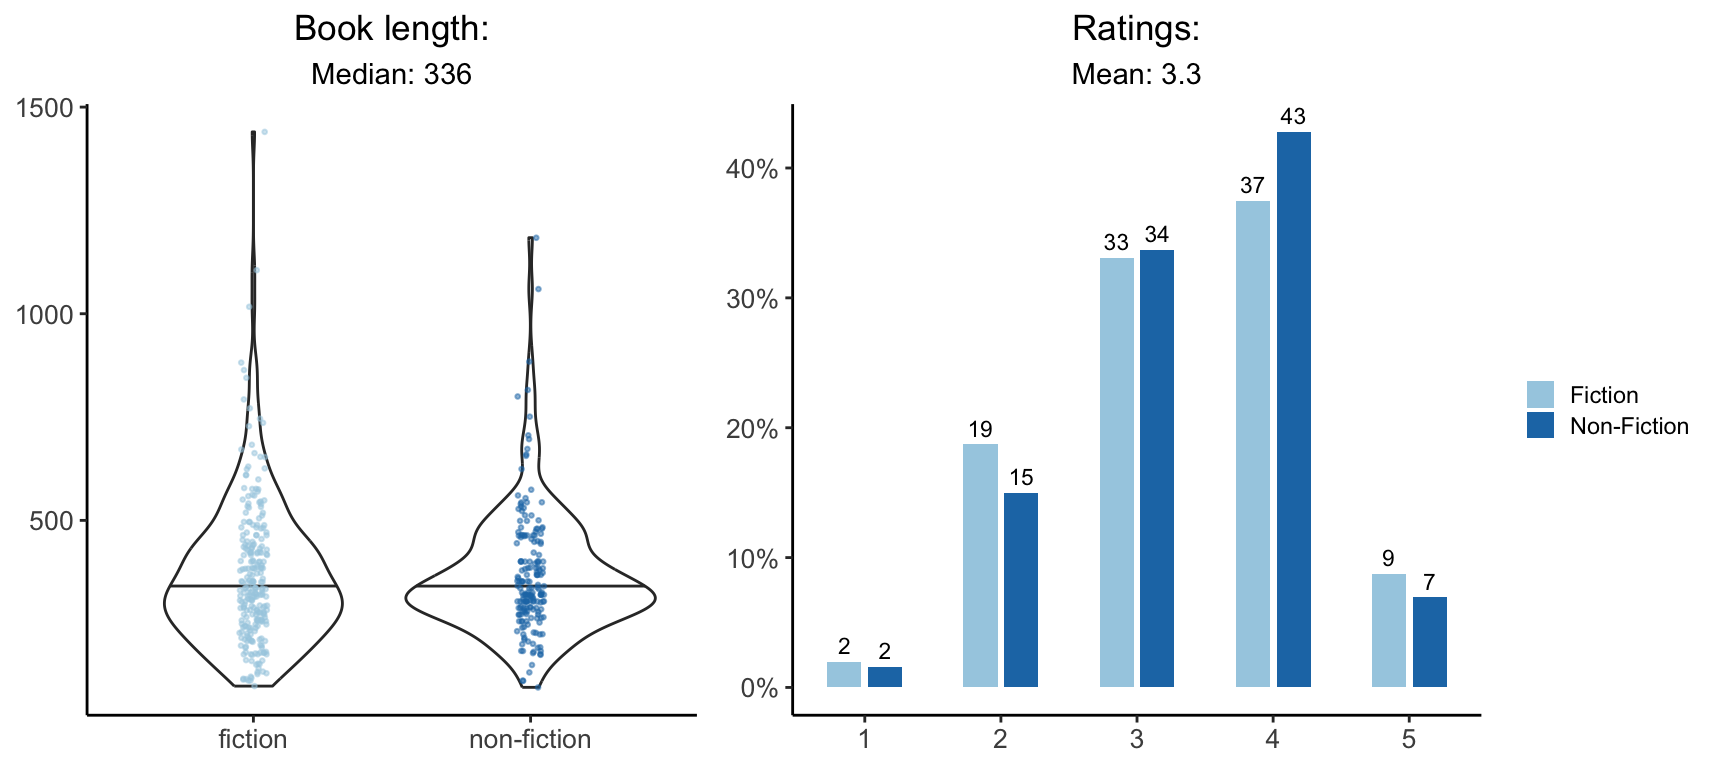 Book length:
Median: 336
1500
1000
500
fiction
non-fiction
Ratings:
Mean: 3.3
40%
30%
20%
10%
0%
2
2
19
15
33
34
37
43
9
7
1
2
3
4
5
Fiction
Non-Fiction